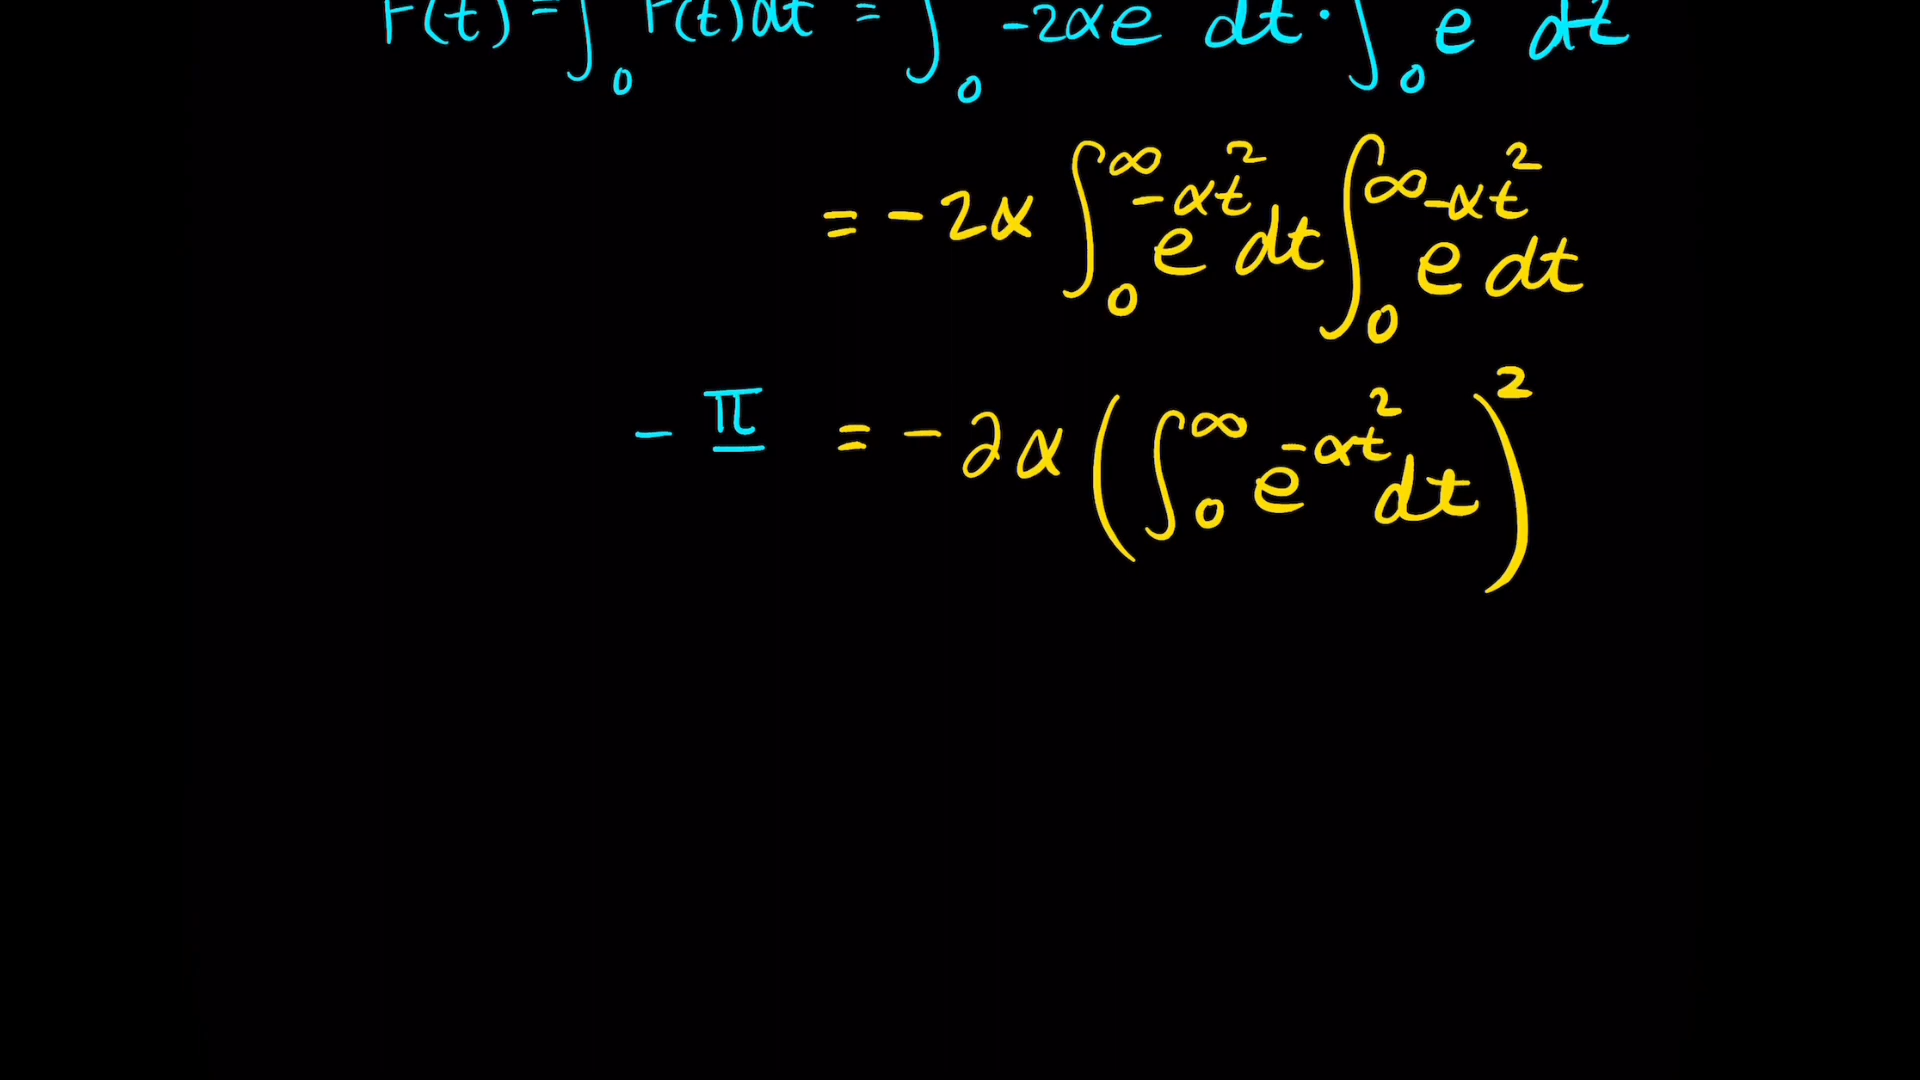 F(t) = ∫₀ F(t)dt = ∫₀ -2αe dt · ∫₀ e dt
= -2α ∫₀^∞ e^(-αt²) dt ∫₀^∞ e^(-αt²) dt
- π = -2α ( ∫₀^∞ e^(-αt²) dt )²